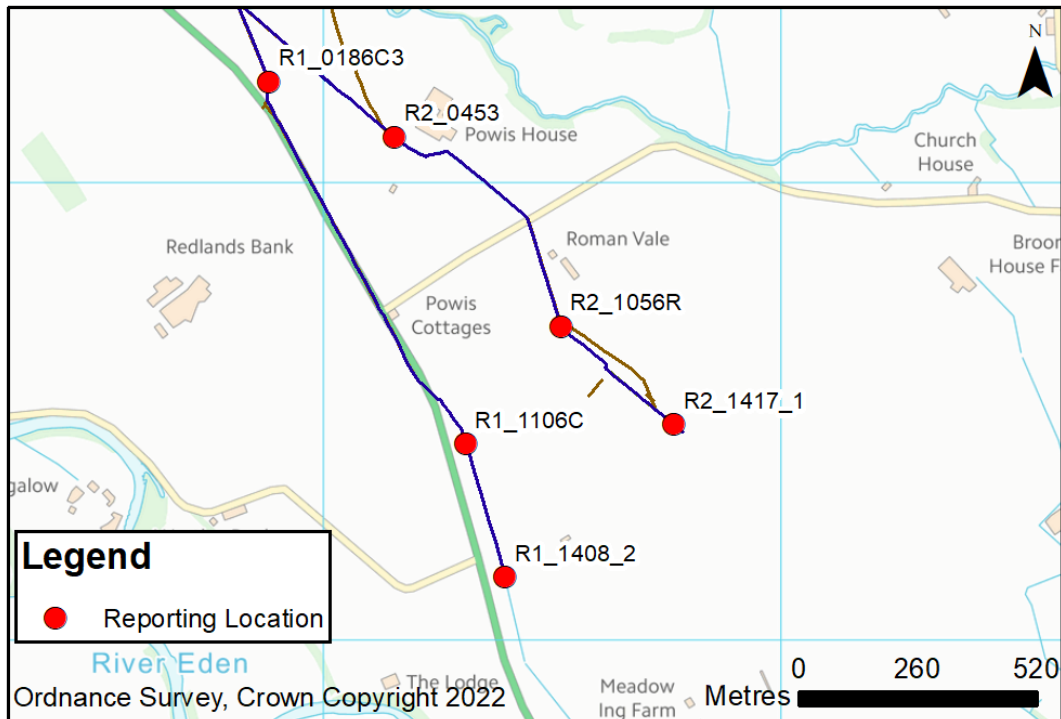 N
R1_0186C3
R2_0453
Powis House
Church
House
Redlands Bank
Roman Vale
Broom
House F
Powis
Cottages
R2_1056R
R2_1417_1
R1_1106C
galow
R1_1408_2
Legend
Reporting Location
River Eden
The Lodge
Meadow
Ing Farm
0 260 520
Metres
Ordnance Survey, Crown Copyright 2022